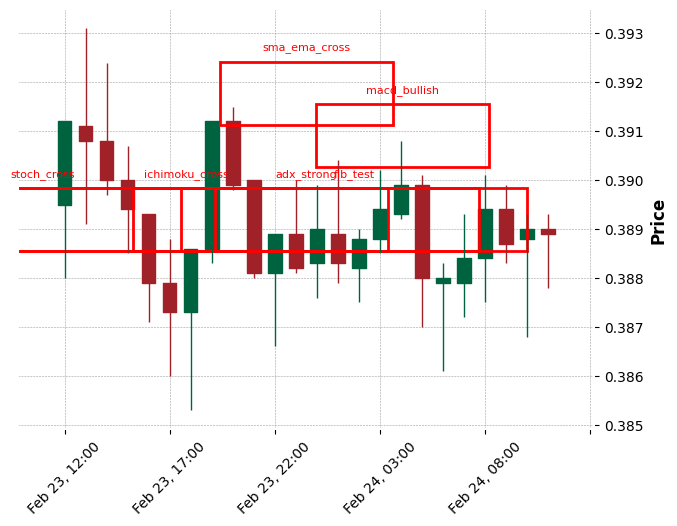 sma_ema_cross
macd_bullish
stoch_cross
ichimoku_cross
adx_strong
fib_test
0.393
0.392
0.391
0.390
0.389
0.388
0.387
0.386
0.385
Price
Feb 23, 12:00
Feb 23, 17:00
Feb 23, 22:00
Feb 24, 03:00
Feb 24, 08:00